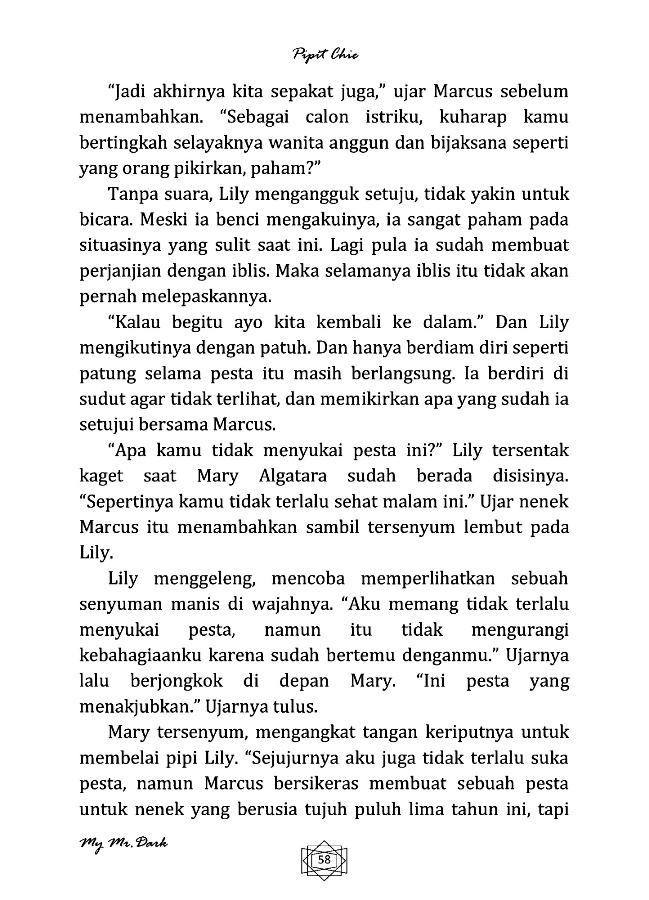 Pipit Chie
“Jadi akhirnya kita sepakat juga,” ujar Marcus sebelum
menambahkan. “Sebagai calon istriku, kuharap kamu
bertingkah selayaknya wanita anggun dan bijaksana seperti
yang orang pikirkan, paham?”
Tanpa suara, Lily mengangguk setuju, tidak yakin untuk
bicara. Meski ia benci mengakuinya, ia sangat paham pada
situasinya yang sulit saat ini. Lagi pula ia sudah membuat
perjanjian dengan iblis. Maka selamanya iblis itu tidak akan
pernah melepaskannya.
“Kalau begitu ayo kita kembali ke dalam.” Dan Lily
mengikutinya dengan patuh. Dan hanya berdiam diri seperti
patung selama pesta itu masih berlangsung. Ia berdiri di
sudut agar tidak terlihat, dan memikirkan apa yang sudah ia
setujui bersama Marcus.
“Apa kamu tidak menyukai pesta ini?” Lily tersentak
kaget saat Mary Algatara sudah berada disisinya.
“Sepertinya kamu tidak terlalu sehat malam ini.” Ujar nenek
Marcus itu menambahkan sambil tersenyum lembut pada
Lily.
Lily menggeleng, mencoba memperlihatkan sebuah
senyuman manis di wajahnya. “Aku memang tidak terlalu
menyukai pesta, namun itu tidak mengurangi
kebahagiaanku karena sudah bertemu denganmu.” Ujarnya
lalu berjongkok di depan Mary. “Ini pesta yang
menakjubkan.” Ujarnya tulus.
Mary tersenyum, mengangkat tangan keriputnya untuk
membelai pipi Lily. “Sejujurnya aku juga tidak terlalu suka
pesta, namun Marcus bersikeras membuat sebuah pesta
untuk nenek yang berusia tujuh puluh lima tahun ini, tapi
My Mr. Dark
58